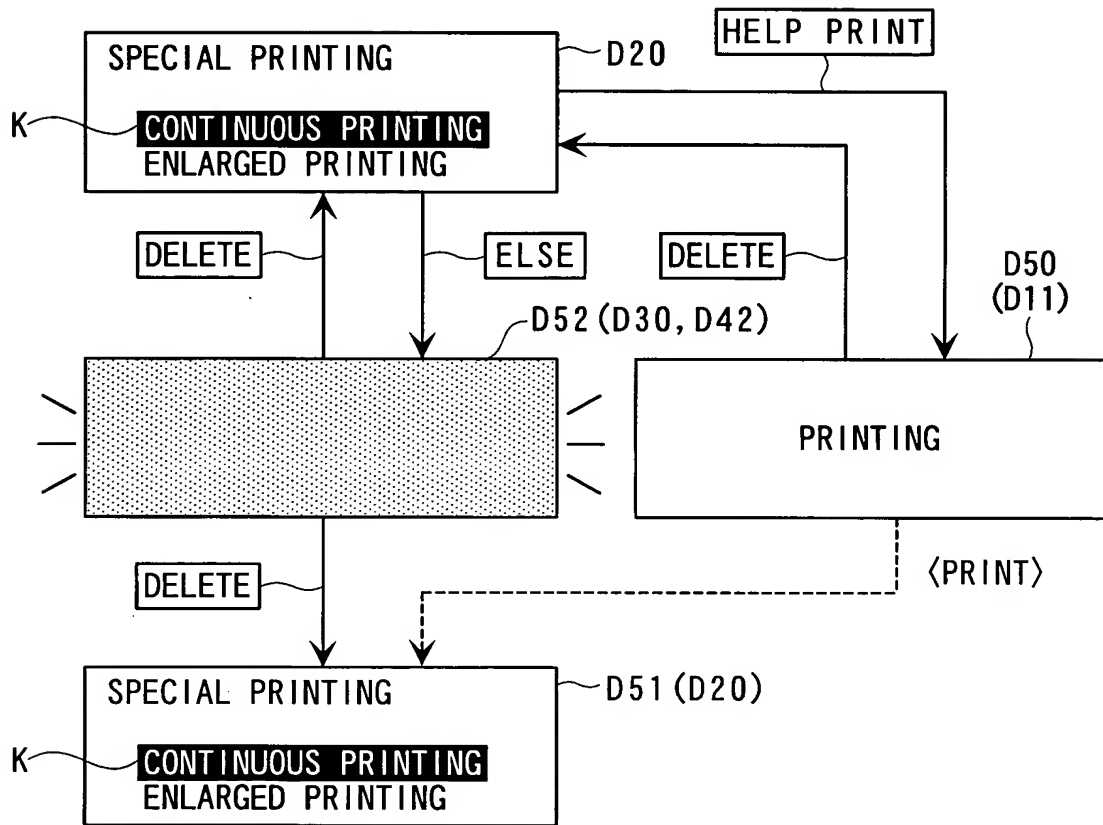 HELP PRINT
SPECIAL PRINTING
D20
K
CONTINUOUS PRINTING
ENLARGED PRINTING
DELETE
ELSE
DELETE
D50
(D11)
D52(D30, D42)
PRINTING
DELETE
〈PRINT〉
SPECIAL PRINTING
D51(D20)
K
CONTINUOUS PRINTING
ENLARGED PRINTING